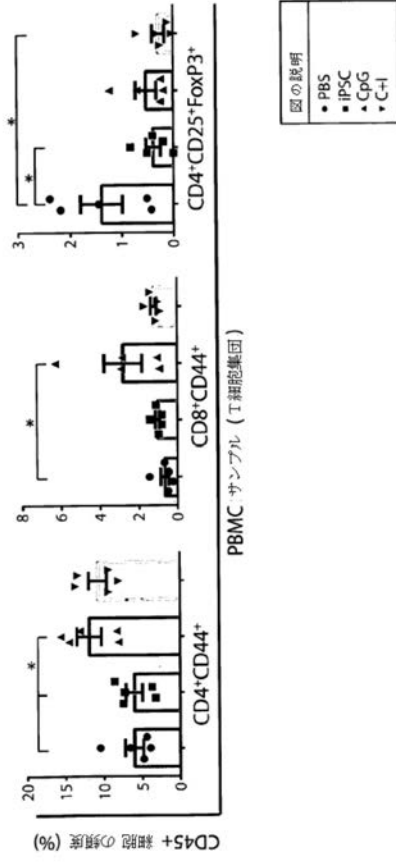 CD45+ 細胞 の頻度 (%)
20
15
10
5
0
*
CD4⁺CD44⁺
8
6
4
2
0
*
CD8⁺CD44⁺
3
2
1
0
*
*
CD4⁺CD25⁺FoxP3⁺
PBMC:サンプル (T細胞集団)
図の説明
● PBS
■ iPSC
▲ CpG
▼ C+I